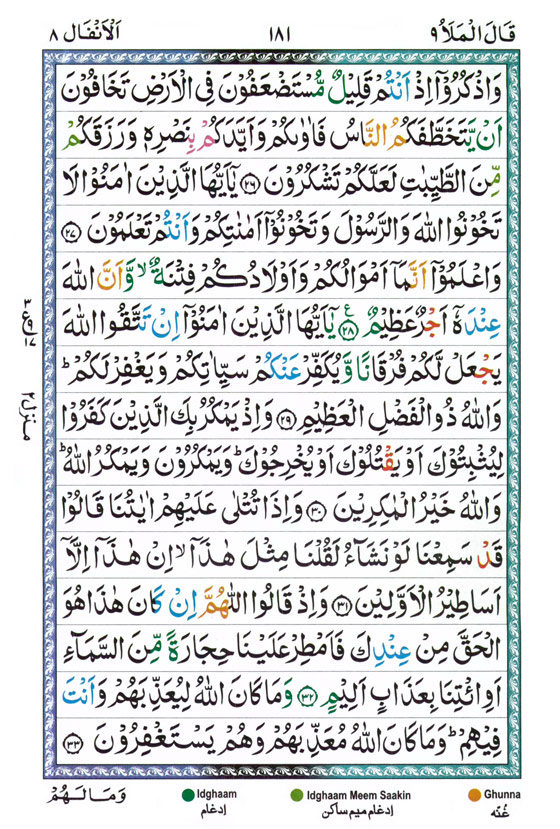 قَالَ الْمَلَاُ ٩ ١٨١ اَلْاَنْفَال ٨
وَاذْكُرُوْۤا اِذْ اَنْتُمْ قَلِيْلٌ مُّسْتَضْعَفُوْنَ فِى الْاَرْضِ تَخَافُوْنَ
اَنْ يَّتَخَطَّفَكُمُ النَّاسُ فَاٰوٰىكُمْ وَاَيَّدَكُمْ بِنَصْرِهٖ وَرَزَقَكُمْ
مِّنَ الطَّيِّبٰتِ لَعَلَّكُمْ تَشْكُرُوْنَ ﴿٢٦﴾ يٰۤاَيُّهَا الَّذِيْنَ اٰمَنُوْا لَا
تَخُوْنُوا اللّٰهَ وَالرَّسُوْلَ وَتَخُوْنُوْۤا اَمٰنٰتِكُمْ وَاَنْتُمْ تَعْلَمُوْنَ ﴿٢٧﴾
وَاعْلَمُوْۤا اَنَّمَاۤ اَمْوَالُكُمْ وَاَوْلَادُكُمْ فِتْنَةٌ ۙ وَّاَنَّ اللّٰهَ
عِنْدَهٗۤ اَجْرٌ عَظِيْمٌ ﴿٢٨﴾ ع يٰۤاَيُّهَا الَّذِيْنَ اٰمَنُوْۤا اِنْ تَتَّقُوا اللّٰهَ
يَجْعَلْ لَّكُمْ فُرْقَانًا وَّيُكَفِّرْ عَنْكُمْ سَيِّاٰتِكُمْ وَيَغْفِرْ لَكُمْ ؕ
وَاللّٰهُ ذُو الْفَضْلِ الْعَظِيْمِ ﴿٢٩﴾ وَاِذْ يَمْكُرُ بِكَ الَّذِيْنَ كَفَرُوْا
لِيُثْبِتُوْكَ اَوْ يَقْتُلُوْكَ اَوْ يُخْرِجُوْكَ ؕ وَيَمْكُرُوْنَ وَيَمْكُرُ اللّٰهُ ؕ
وَاللّٰهُ خَيْرُ الْمٰكِرِيْنَ ﴿٣٠﴾ وَاِذَا تُتْلٰى عَلَيْهِمْ اٰيٰتُنَا قَالُوْا
قَدْ سَمِعْنَا لَوْ نَشَآءُ لَقُلْنَا مِثْلَ هٰذَاۤ ۙ اِنْ هٰذَاۤ اِلَّاۤ
اَسَاطِيْرُ الْاَوَّلِيْنَ ﴿٣١﴾ وَاِذْ قَالُوا اللّٰهُمَّ اِنْ كَانَ هٰذَا هُوَ
الْحَقَّ مِنْ عِنْدِكَ فَاَمْطِرْ عَلَيْنَا حِجَارَةً مِّنَ السَّمَآءِ
اَوِ ائْتِنَا بِعَذَابٍ اَلِيْمٍ ﴿٣٢﴾ وَمَا كَانَ اللّٰهُ لِيُعَذِّبَهُمْ وَاَنْتَ
فِيْهِمْ ؕ وَمَا كَانَ اللّٰهُ مُعَذِّبَهُمْ وَهُمْ يَسْتَغْفِرُوْنَ ﴿٣٣﴾
منزل ٢
وَمَا لَـهُمْ
Idghaam
ادغام
Idghaam Meem Saakin
ادغام میم ساکن
Ghunna
غُنّه